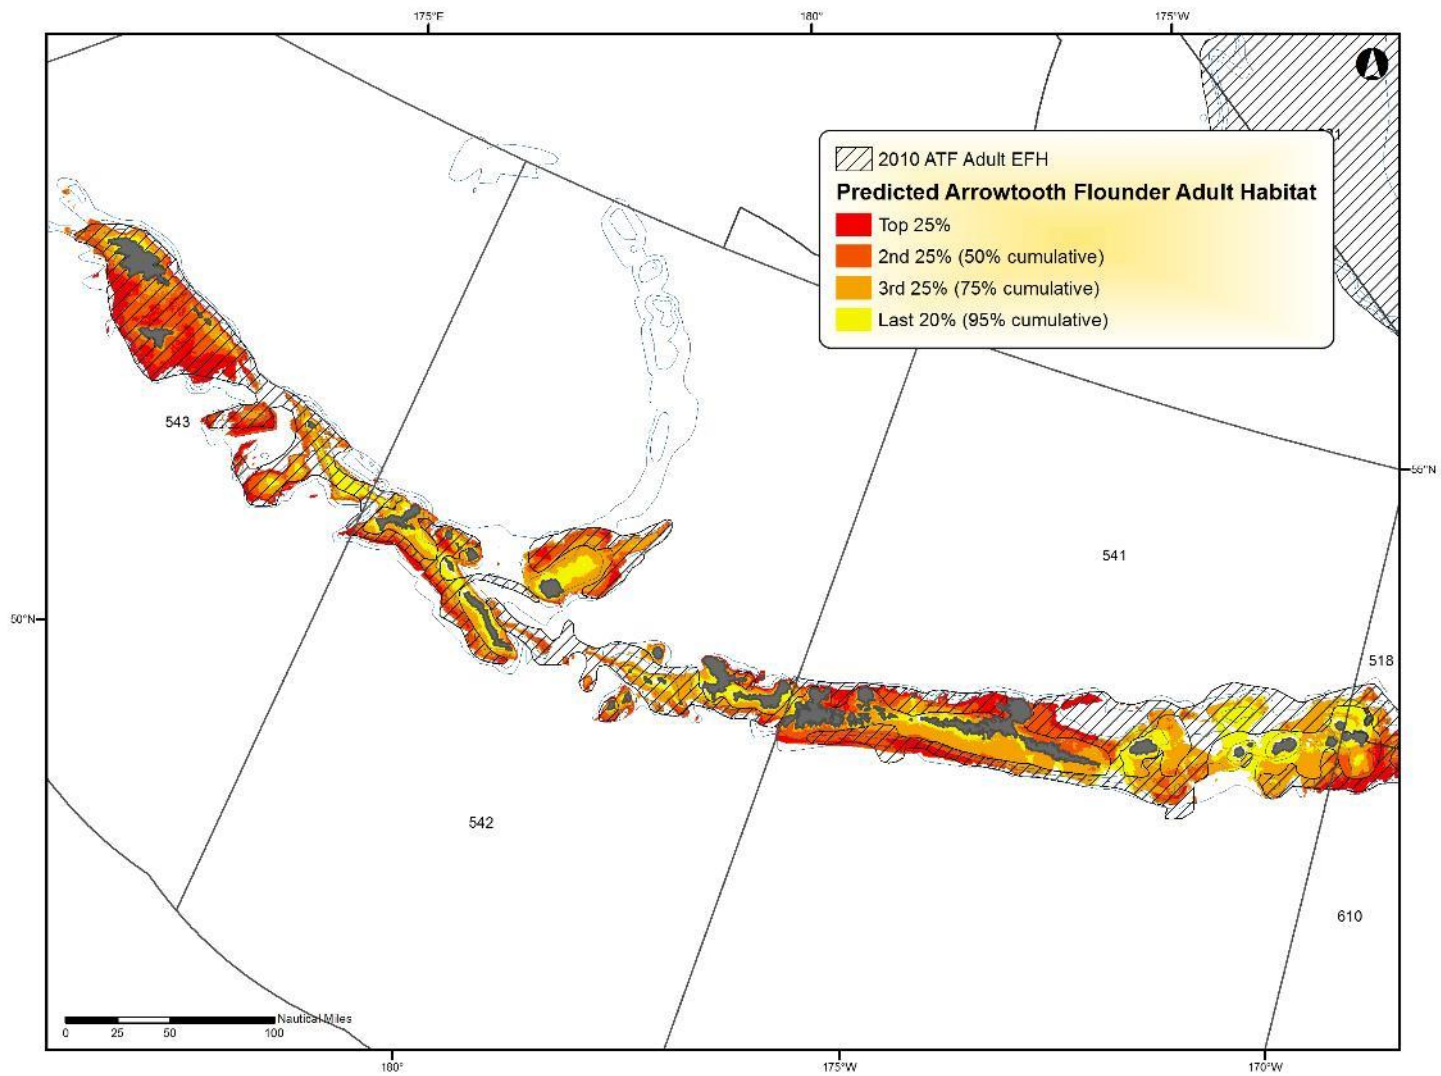 175°E 180° 175°W
2010 ATF Adult EFH
Predicted Arrowtooth Flounder Adult Habitat
Top 25%
2nd 25% (50% cumulative)
3rd 25% (75% cumulative)
Last 20% (95% cumulative)
543
55°N
541
50°N
518
542
610
Nautical Miles
0 25 50 100
180° 175°W 170°W